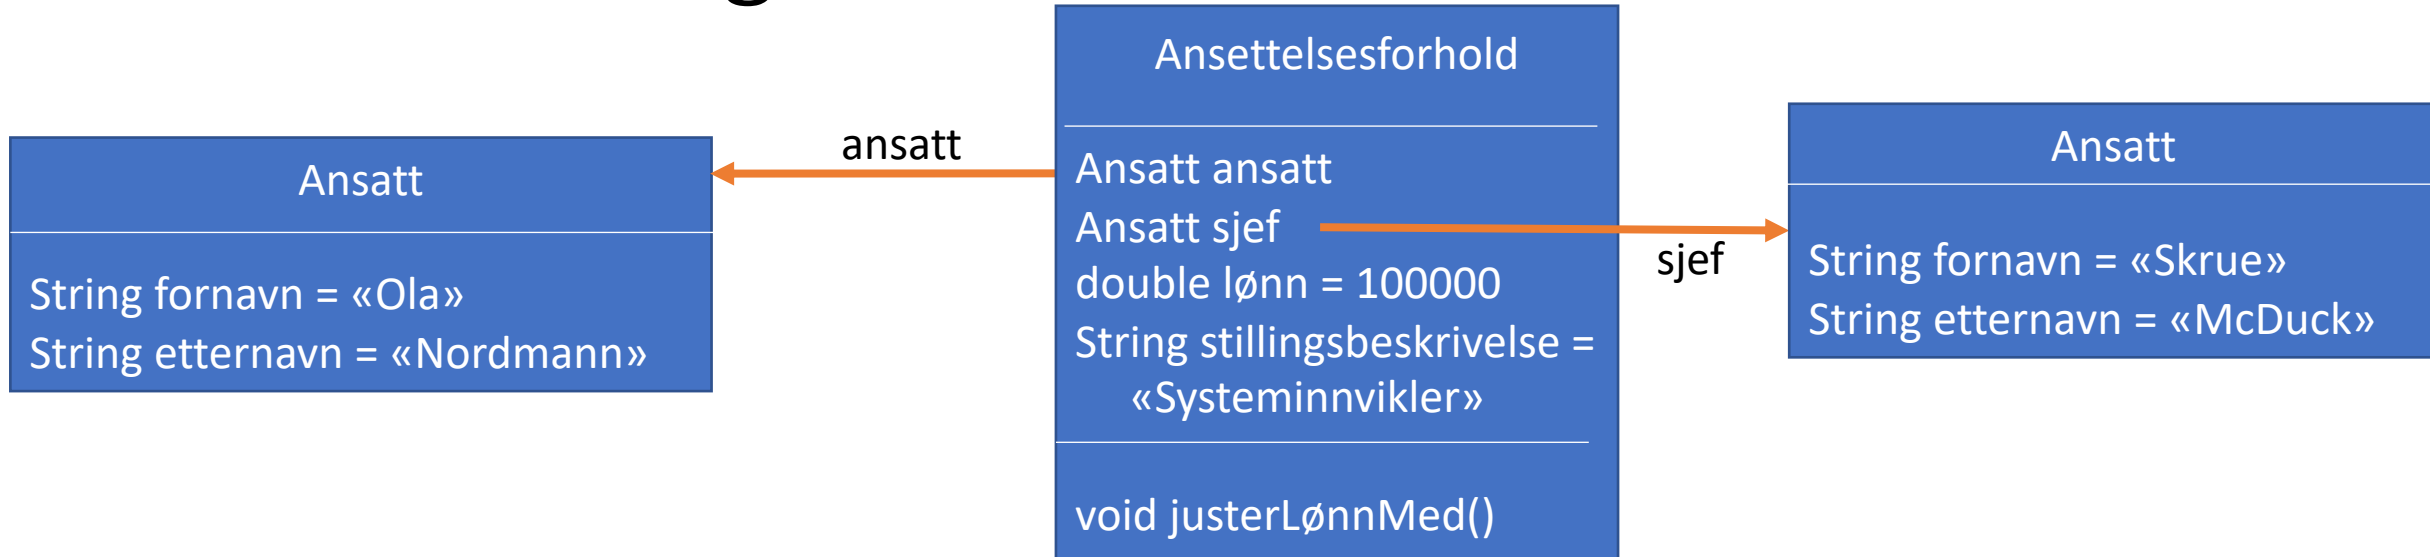 Ansatt
String fornavn = «Ola»
String etternavn = «Nordmann»
ansatt
Ansettelsesforhold
Ansatt ansatt
Ansatt sjef
double lønn = 100000
String stillingsbeskrivelse =
«Systeminnvikler»
void justerLønnMed()
sjef
Ansatt
String fornavn = «Skrue»
String etternavn = «McDuck»